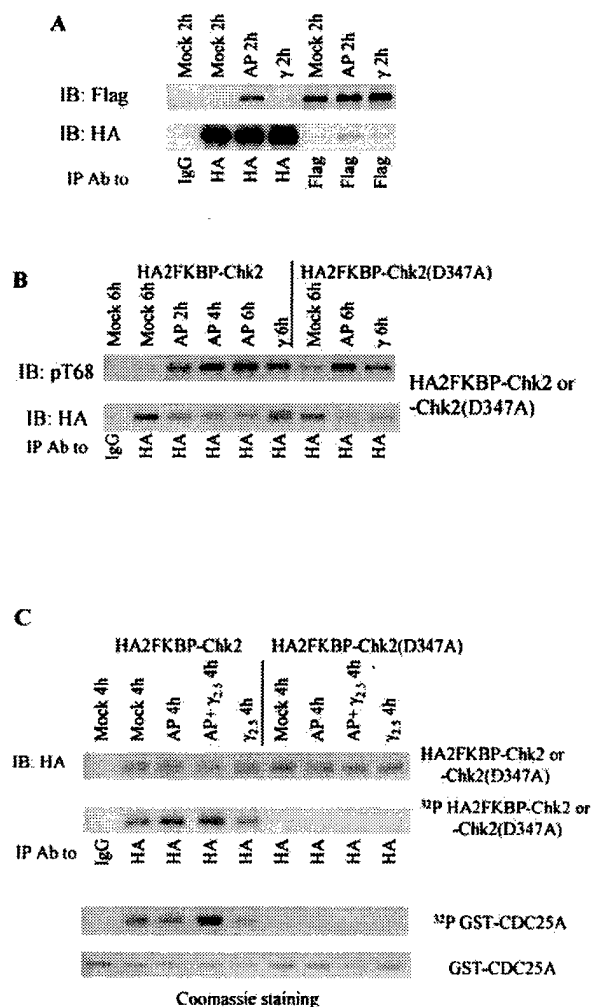 A
Mock 2h
Mock 2h
AP 2h
γ 2h
Mock 2h
AP 2h
γ 2h
IB: Flag
IB: HA
IP Ab to
IgG
HA
HA
HA
Flag
Flag
Flag
B
HA2FKBP-Chk2
HA2FKBP-Chk2(D347A)
Mock 6h
Mock 6h
AP 2h
AP 4h
AP 6h
γ 6h
Mock 6h
AP 6h
γ 6h
IB: pT68
IB: HA
HA2FKBP-Chk2 or
-Chk2(D347A)
IP Ab to
IgG
HA
HA
HA
HA
HA
HA
HA
HA
C
HA2FKBP-Chk2
HA2FKBP-Chk2(D347A)
Mock 4h
Mock 4h
AP 4h
AP+ γ2.5 4h
γ2.5 4h
Mock 4h
AP 4h
AP+ γ2.5 4h
γ2.5 4h
IB: HA
HA2FKBP-Chk2 or
-Chk2(D347A)
32P HA2FKBP-Chk2 or
-Chk2(D347A)
IP Ab to
IgG
HA
HA
HA
HA
HA
HA
HA
HA
32P GST-CDC25A
GST-CDC25A
Coomassie staining